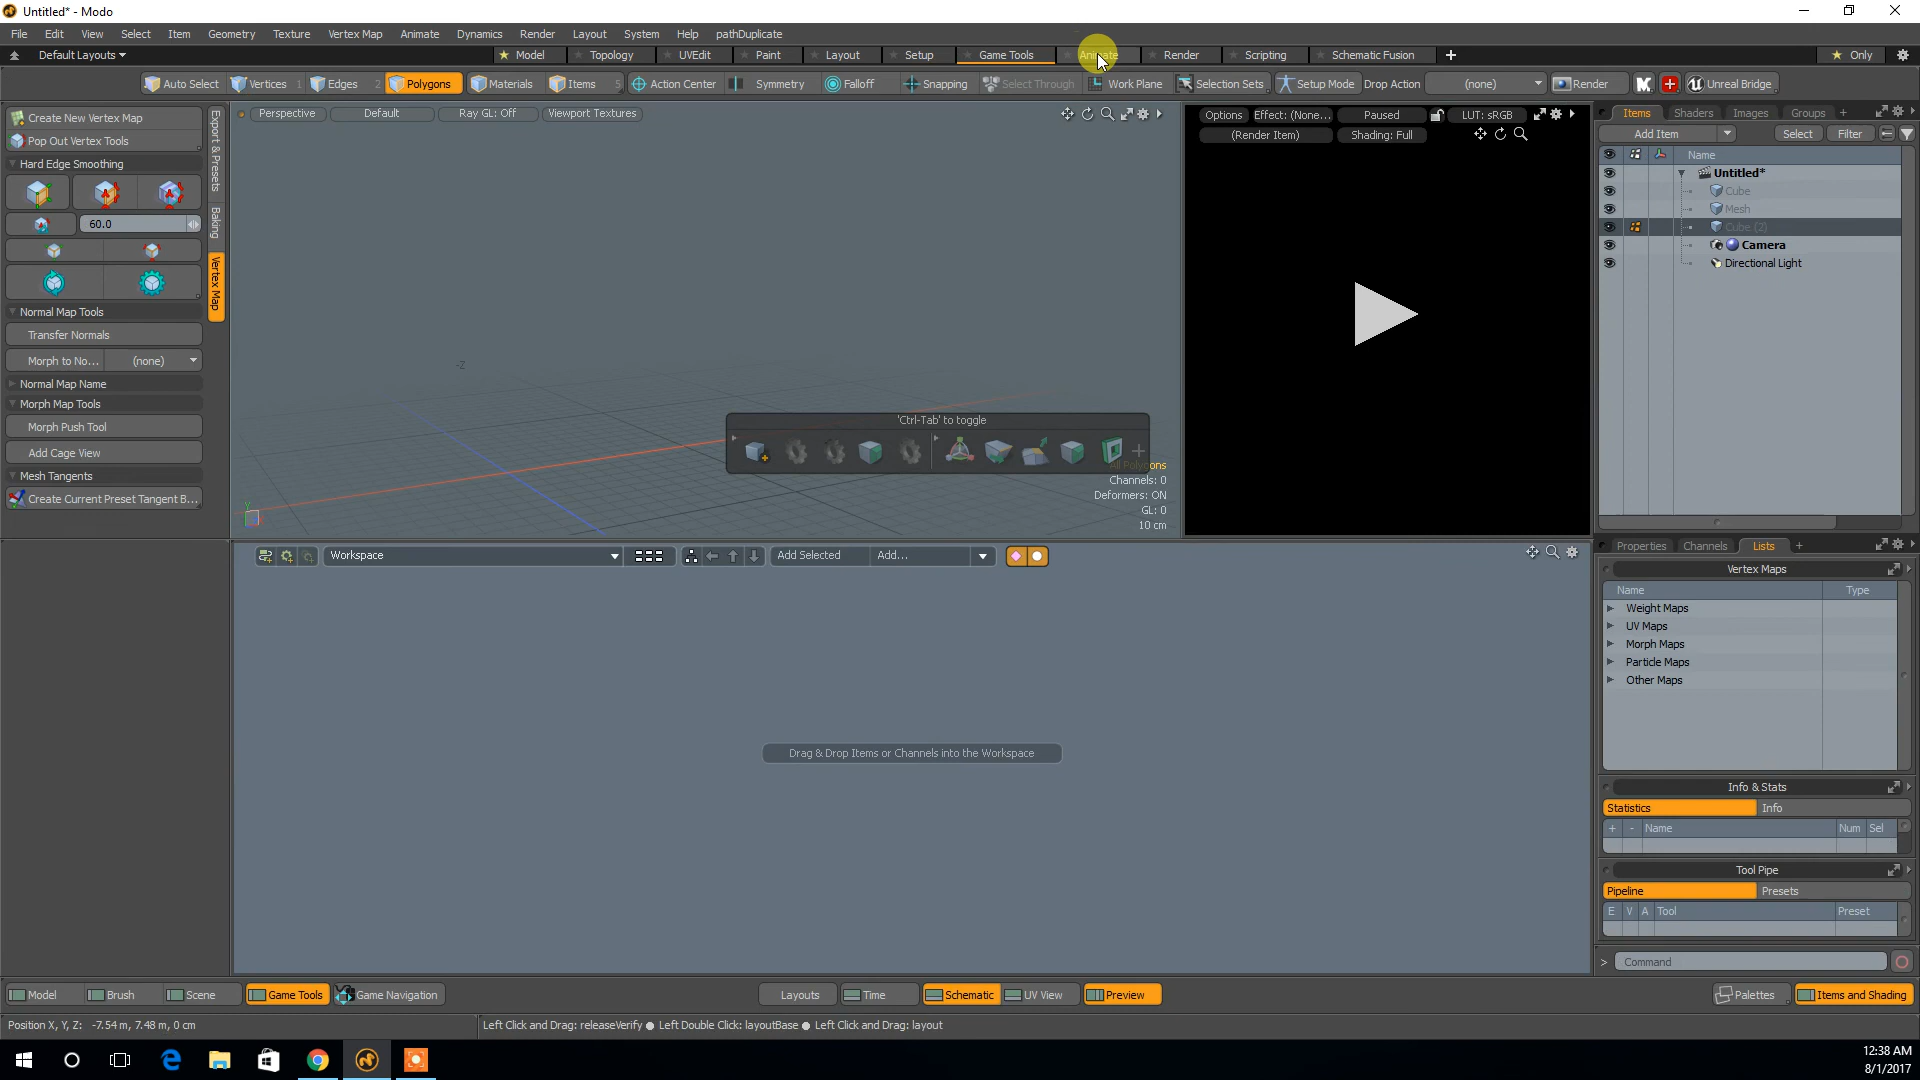 Untitled* - Modo
File Edit View Select Item Geometry Texture Vertex Map Animate Dynamics Render Layout System Help pathDuplicate
Default Layouts Model Topology UVEdit Paint Layout Setup Game Tools Animate Render Scripting Schematic Fusion + Only
Auto Select Vertices 1 Edges 2 Polygons Materials Items 5 Action Center Symmetry Falloff Snapping Select Through Work Plane Selection Sets Setup Mode Drop Action (none) Render Unreal Bridge
Create New Vertex Map
Pop Out Vertex Tools
Hard Edge Smoothing
60.0
Normal Map Tools
Transfer Normals
Morph to No... (none)
Normal Map Name
Morph Map Tools
Morph Push Tool
Add Cage View
Mesh Tangents
Create Current Preset Tangent B...
Export & Presets
Baking
Vertex Map
Perspective Default Ray GL: Off Viewport Textures
-Z
Y
'Ctrl-Tab' to toggle
All Polygons
Channels: 0
Deformers: ON
GL: 0
10 cm
Options Effect: (None... Paused LUT: sRGB
(Render Item) Shading: Full
Items Shaders Images Groups +
Add Item Select Filter
Name
Untitled*
Cube
Mesh
Cube (2)
Camera
Directional Light
Workspace Add Selected Add...
Drag & Drop Items or Channels into the Workspace
Properties Channels Lists +
Vertex Maps
Name Type
Weight Maps
UV Maps
Morph Maps
Particle Maps
Other Maps
Info & Stats
Statistics Info
+ - Name Num Sel
Tool Pipe
Pipeline Presets
E V A Tool Preset
> Command
Model Brush Scene Game Tools Game Navigation Layouts Time Schematic UV View Preview Palettes Items and Shading
Position X, Y, Z: -7.54 m, 7.48 m, 0 cm Left Click and Drag: releaseVerify ● Left Double Click: layoutBase ● Left Click and Drag: layout
12:38 AM
8/1/2017